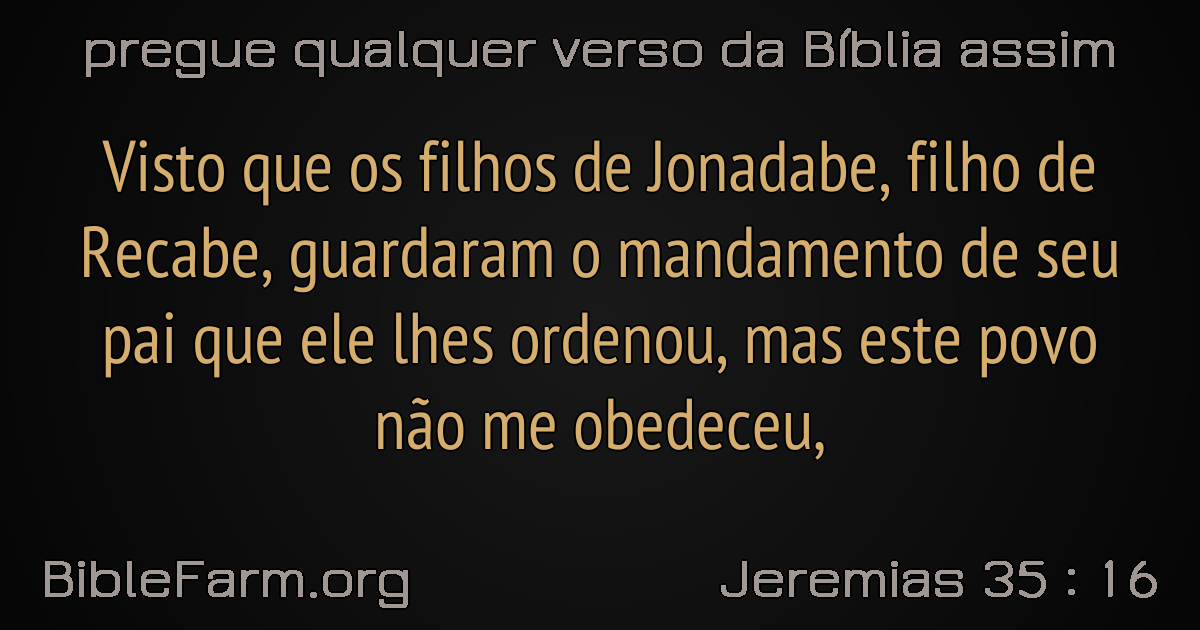 pregue qualquer verso da Bíblia assim
Visto que os filhos de Jonadabe, filho de
Recabe, guardaram o mandamento de seu
pai que ele lhes ordenou, mas este povo
não me obedeceu,
BibleFarm.org
Jeremias 35 : 16